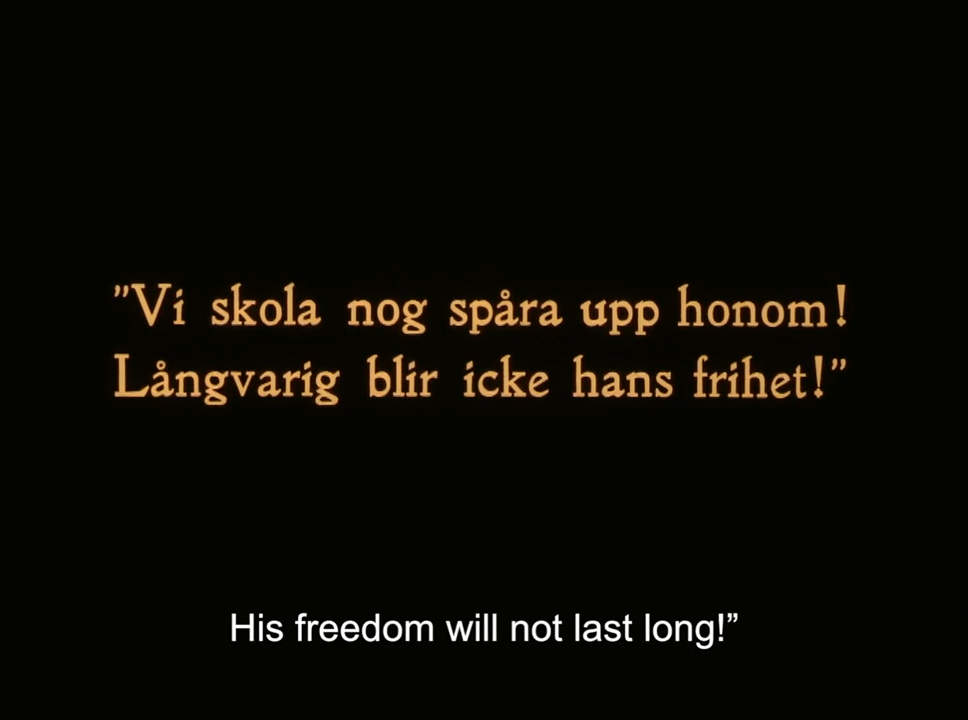 ”Vi skola nog spåra upp honom!
Långvarig blir icke hans frihet!”
His freedom will not last long!”